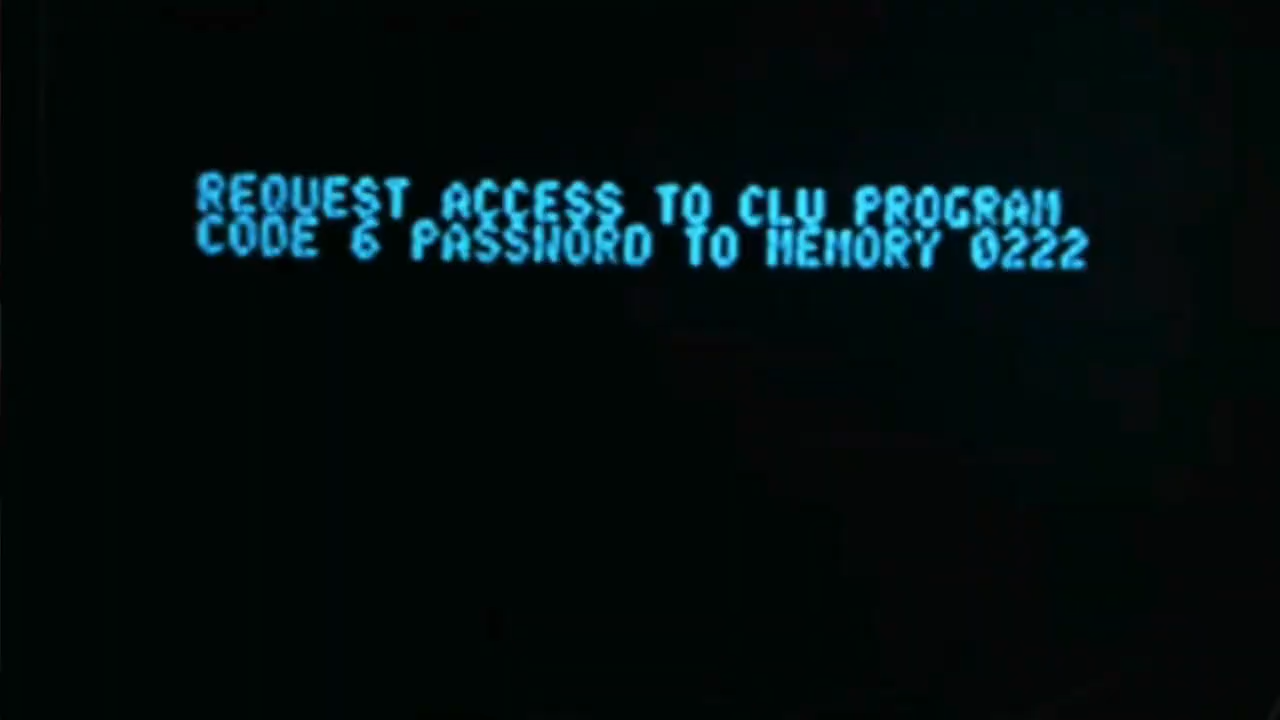 REQUEST ACCESS TO CLU PROGRAM
CODE 6 PASSWORD TO MEMORY 0222